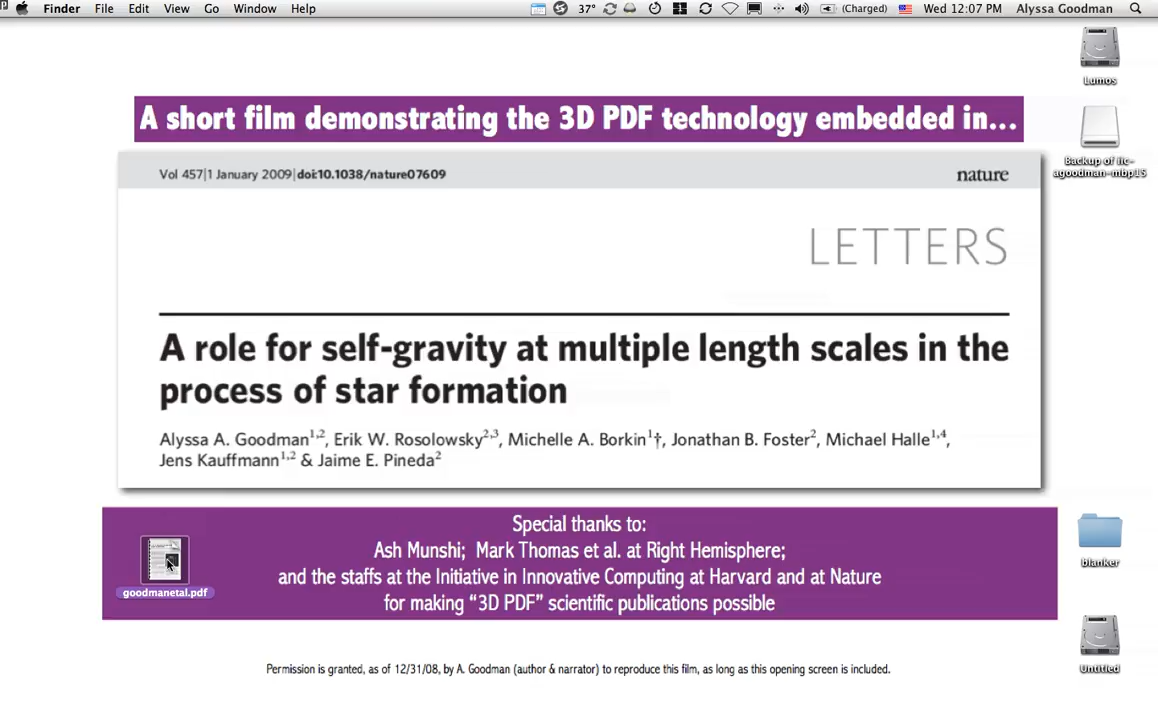 Finder File Edit View Go Window Help 37° (Charged) Wed 12:07 PM Alyssa Goodman
Lumos
A short film demonstrating the 3D PDF technology embedded in...
Backup of lic-
agoodman-mbp15
Vol 457|1 January 2009|doi:10.1038/nature07609 nature
LETTERS
A role for self-gravity at multiple length scales in the
process of star formation
Alyssa A. Goodman1,2, Erik W. Rosolowsky2,3, Michelle A. Borkin1†, Jonathan B. Foster2, Michael Halle1,4,
Jens Kauffmann1,2 & Jaime E. Pineda2
Special thanks to:
Ash Munshi; Mark Thomas et al. at Right Hemisphere;
and the staffs at the Initiative in Innovative Computing at Harvard and at Nature
for making “3D PDF” scientific publications possible
goodmanetal.pdf
blanker
Untitled
Permission is granted, as of 12/31/08, by A. Goodman (author & narrator) to reproduce this film, as long as this opening screen is included.